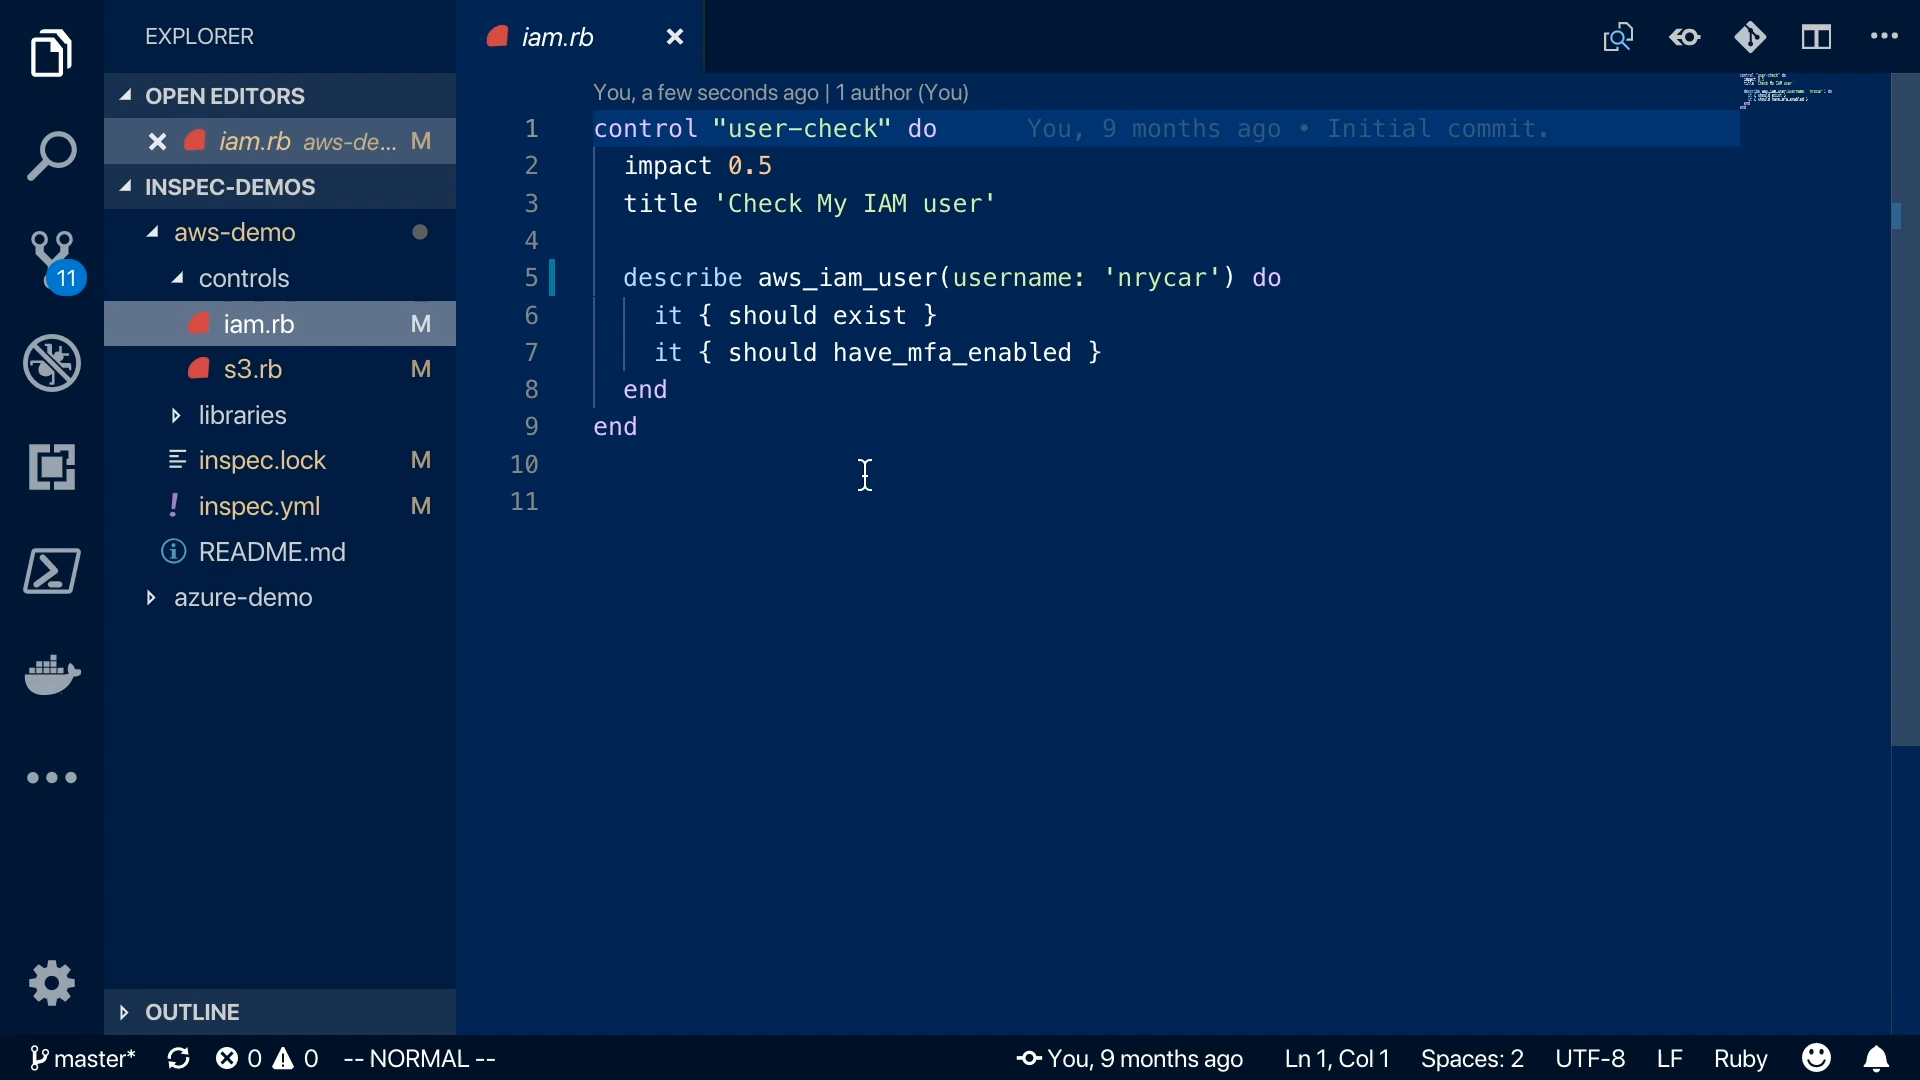 EXPLORER
OPEN EDITORS
iam.rb aws-de... M
INSPEC-DEMOS
aws-demo
controls
iam.rb M
s3.rb M
libraries
inspec.lock M
inspec.yml M
README.md
azure-demo
OUTLINE
11
iam.rb
You, a few seconds ago | 1 author (You)
1 control "user-check" do You, 9 months ago • Initial commit.
2 impact 0.5
3 title 'Check My IAM user'
4
5 describe aws_iam_user(username: 'nrycar') do
6 it { should exist }
7 it { should have_mfa_enabled }
8 end
9 end
10
11
master* 0 0 -- NORMAL -- You, 9 months ago Ln 1, Col 1 Spaces: 2 UTF-8 LF Ruby